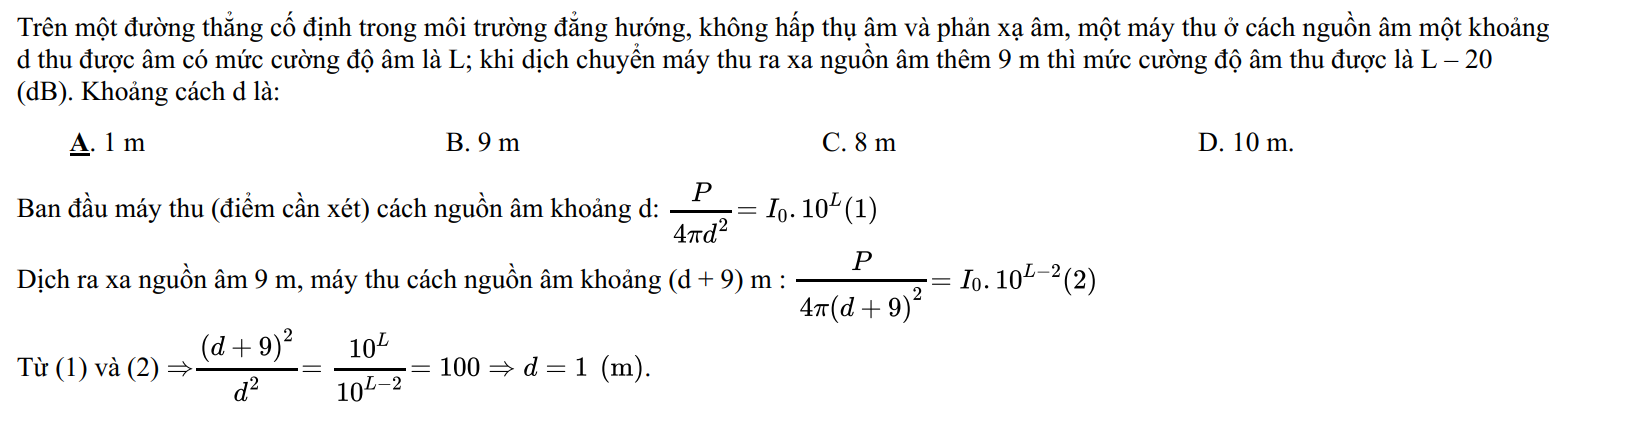 Trên một đường thẳng cố định trong môi trường đẳng hướng, không hấp thụ âm và phản xạ âm, một máy thu ở cách nguồn âm một khoảng
d thu được âm có mức cường độ âm là L; khi dịch chuyển máy thu ra xa nguồn âm thêm 9 m thì mức cường độ âm thu được là L – 20
(dB). Khoảng cách d là:
A. 1 m B. 9 m C. 8 m D. 10 m.
Ban đầu máy thu (điểm cần xét) cách nguồn âm khoảng d: $\frac{P}{4\pi d^2} = I_0.10^L (1)$
Dịch ra xa nguồn âm 9 m, máy thu cách nguồn âm khoảng (d + 9) m : $\frac{P}{4\pi (d+9)^2} = I_0.10^{L-2} (2)$
Từ (1) và (2) $\Rightarrow \frac{(d+9)^2}{d^2} = \frac{10^L}{10^{L-2}} = 100 \Rightarrow d = 1$ (m).